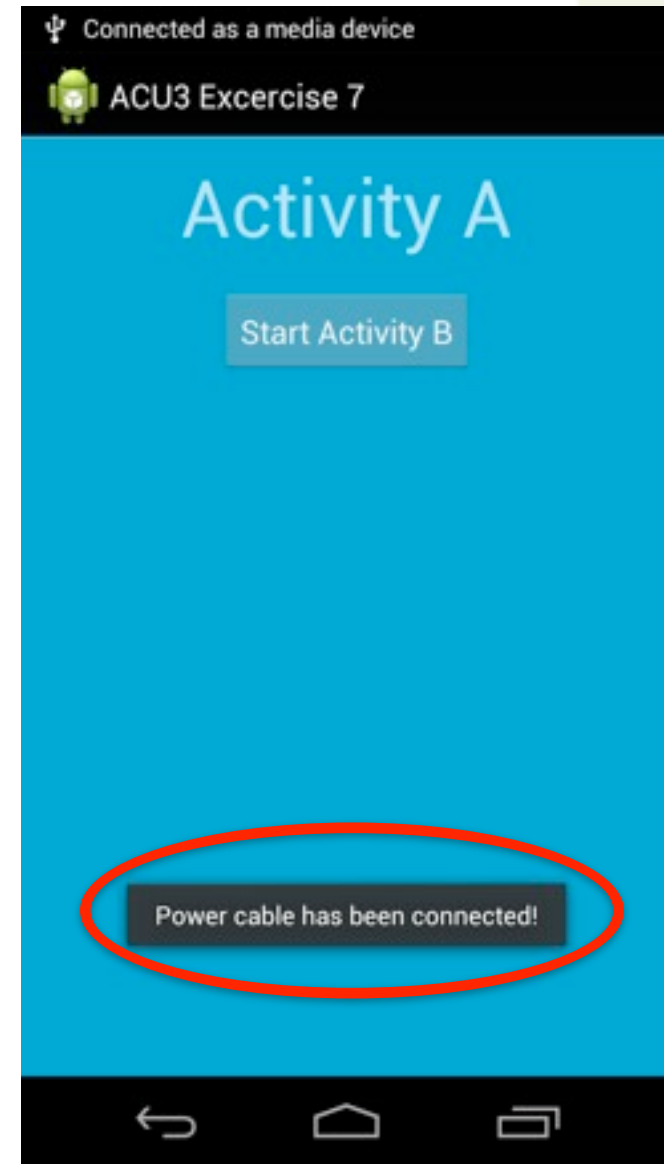 Connected as a media device
ACU3 Excercise 7
Activity A
Start Activity B
Power cable has been connected!